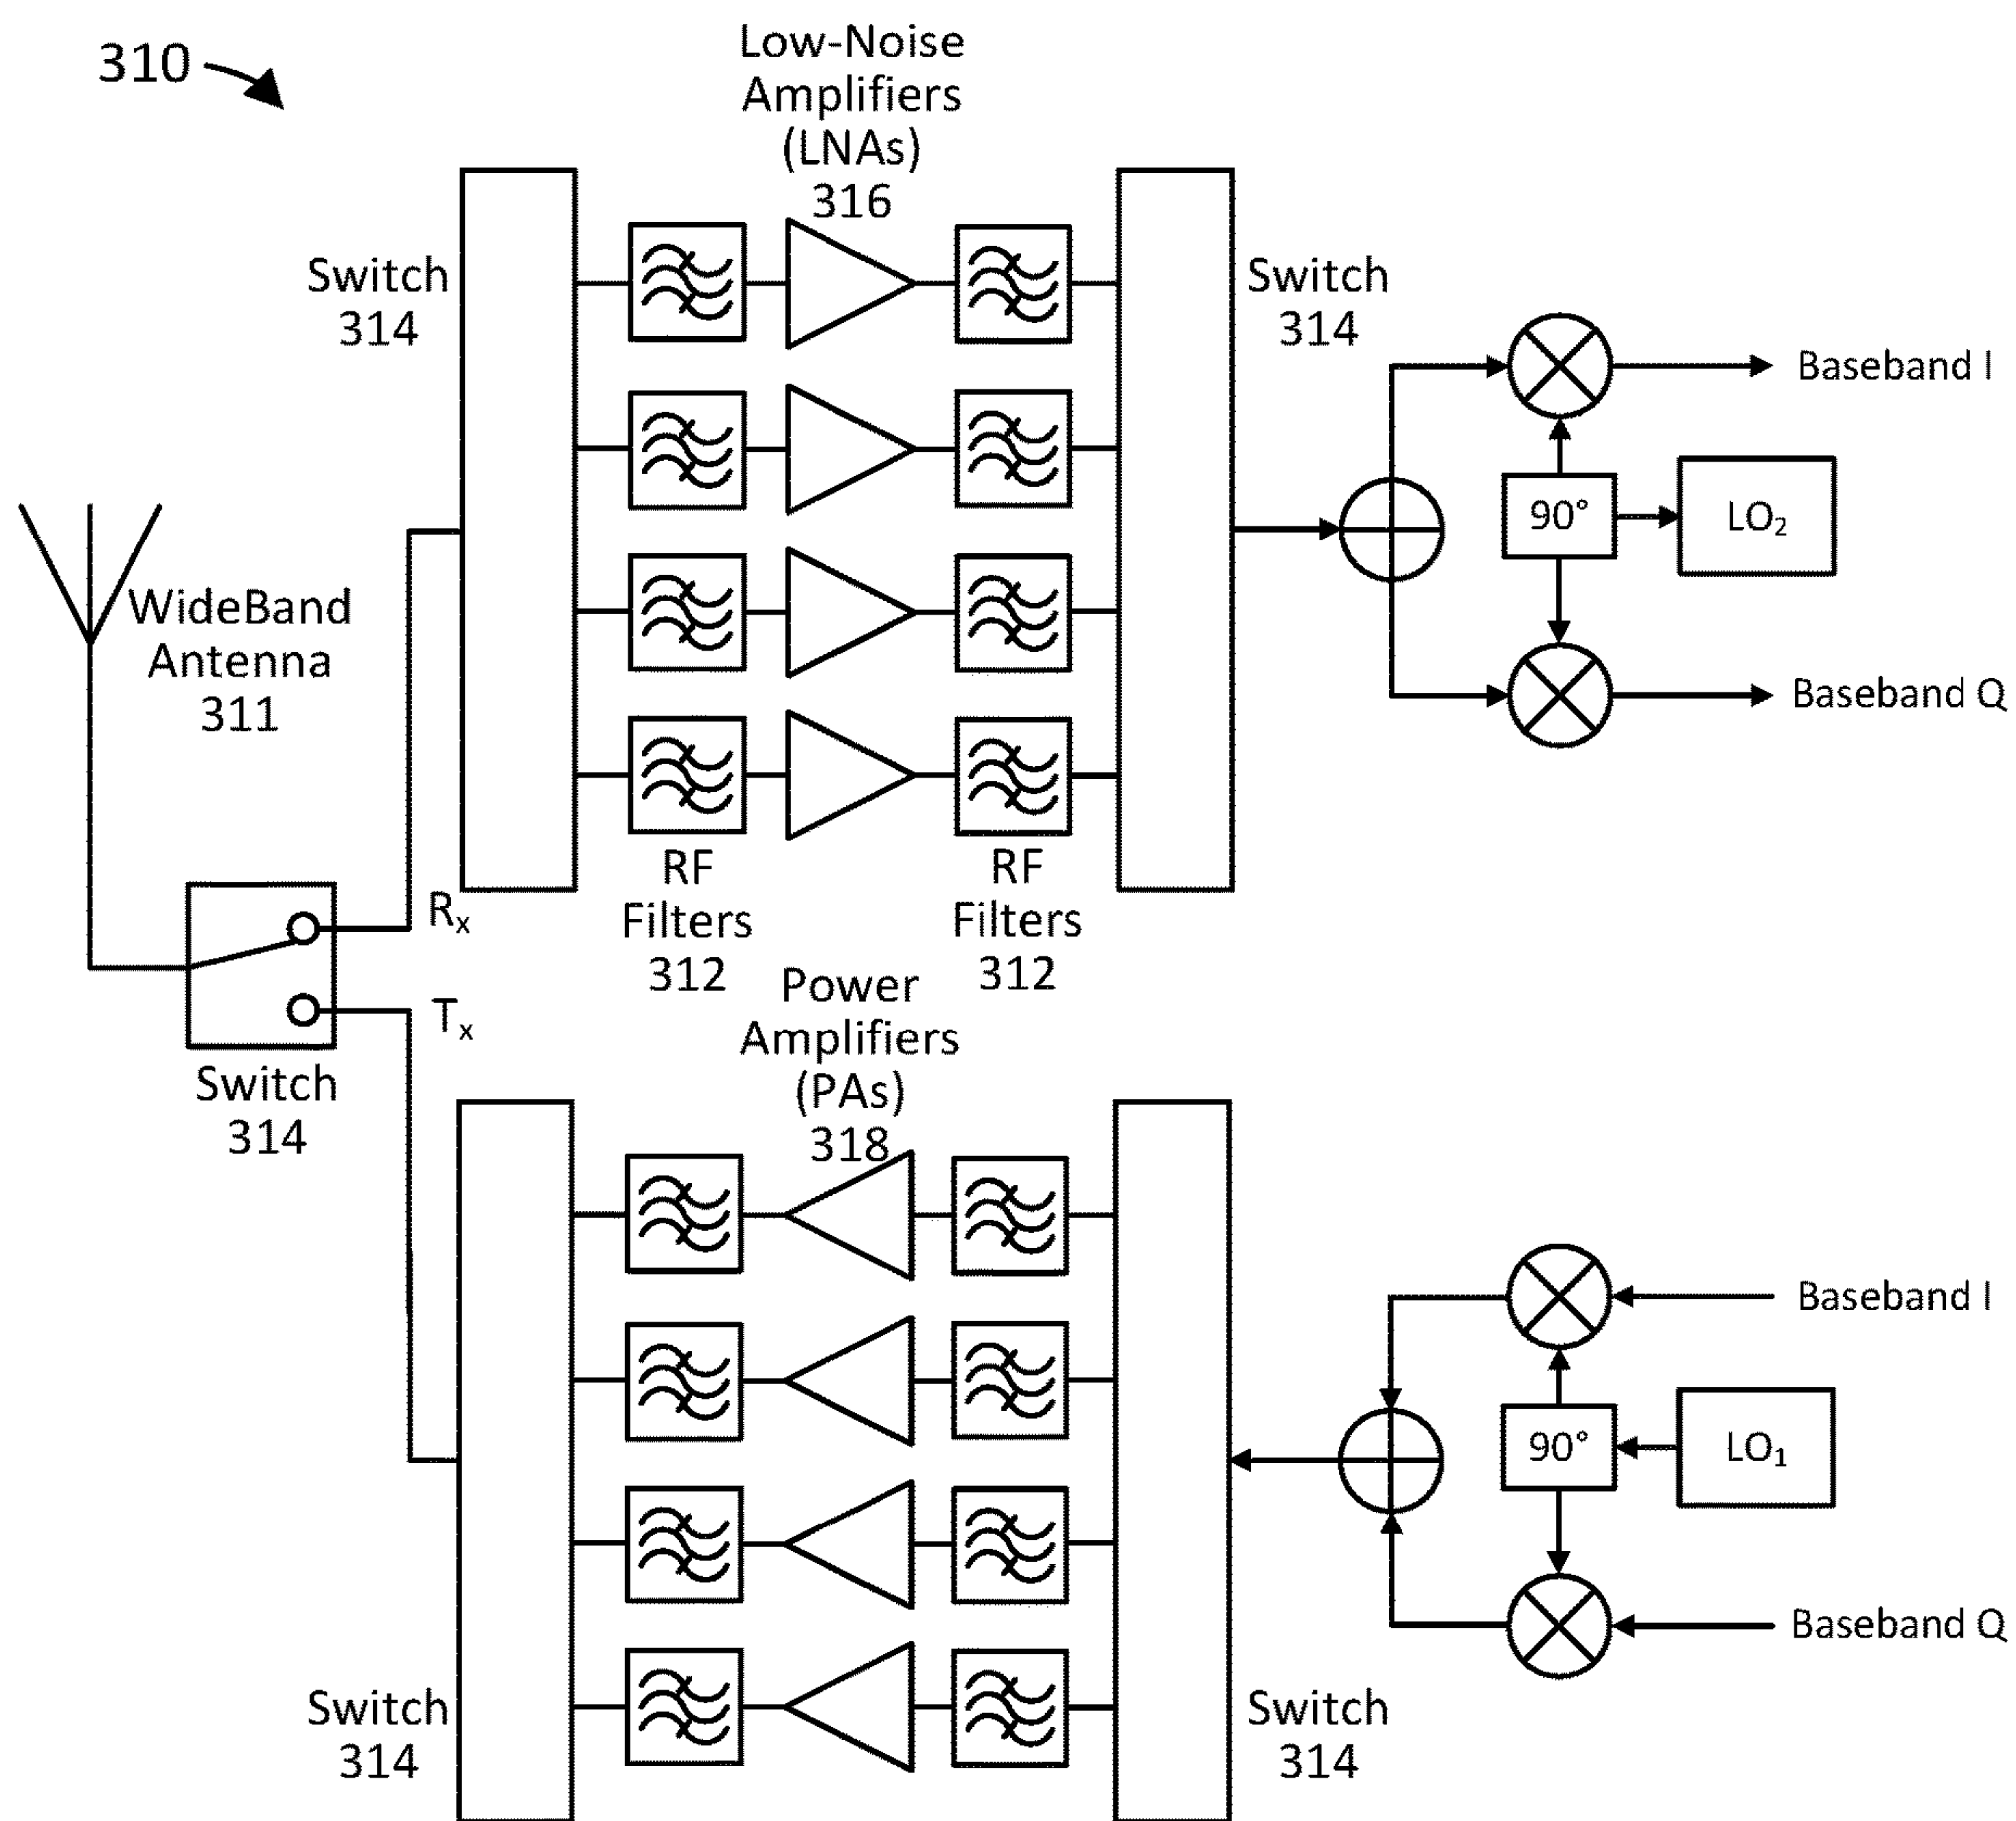 310
Low-Noise
Amplifiers
(LNAs)
316
Switch
314
Switch
314
Baseband I
90°
LO₂
WideBand
Antenna
311
Baseband Q
RF
Filters
312
RF
Filters
312
Rₓ
Tₓ
Switch
314
Power
Amplifiers
(PAs)
318
Baseband I
90°
LO₁
Baseband Q
Switch
314
Switch
314